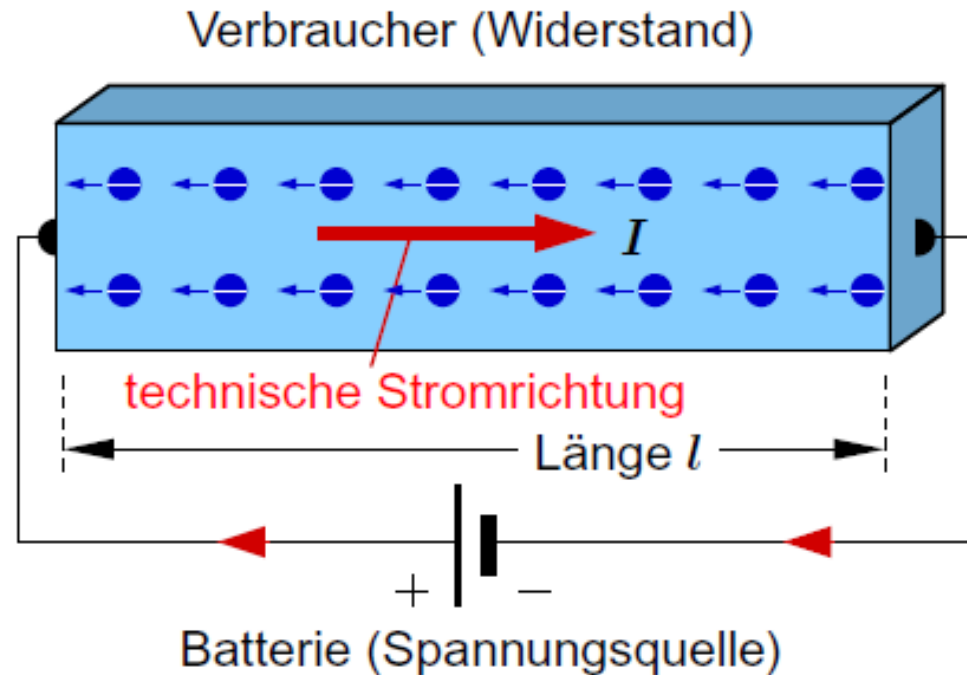 Verbraucher (Widerstand)
I
technische Stromrichtung
Länge l
+ −
Batterie (Spannungsquelle)